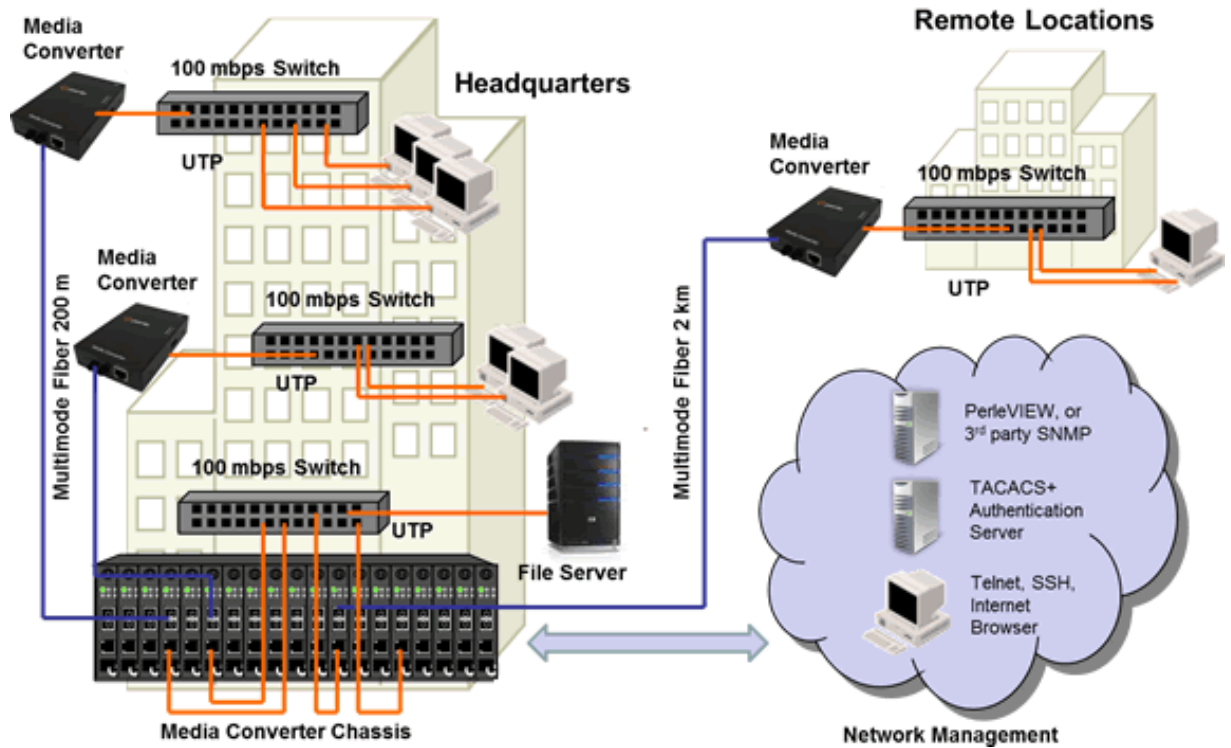 Media
Converter
100 mbps Switch
Headquarters
UTP
Media
Converter
100 mbps Switch
UTP
Multimode Fiber 200 m
100 mbps Switch
UTP
File Server
Media Converter Chassis
Remote Locations
Media
Converter
100 mbps Switch
UTP
Multimode Fiber 2 km
PerleVIEW, or
3rd party SNMP
TACACS+
Authentication
Server
Telnet, SSH,
Internet
Browser
Network Management